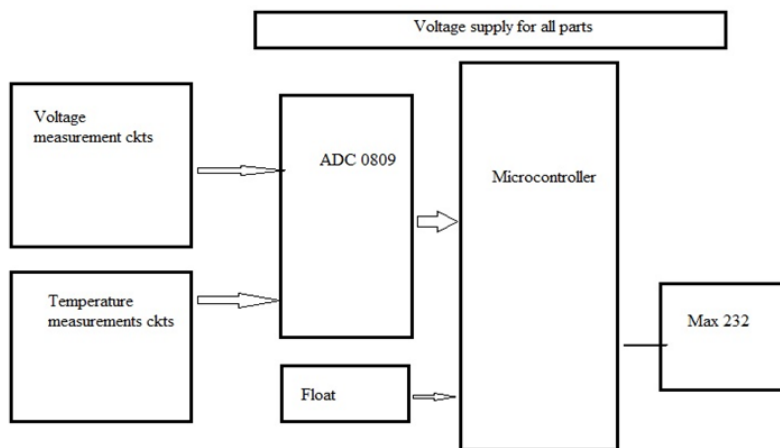 Voltage supply for all parts
Voltage
measurement ckts
ADC 0809
Microcontroller
Temperature
measurements ckts
Max 232
Float